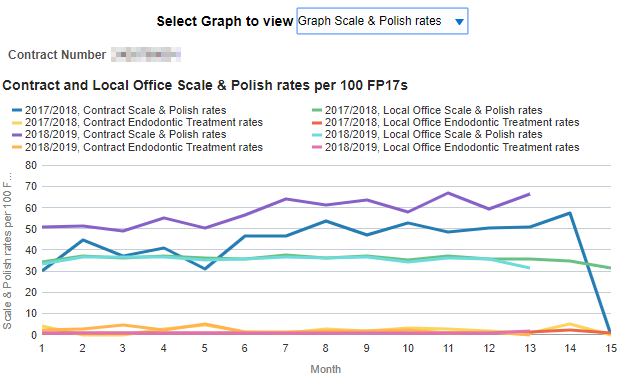 Select Graph to view Graph Scale & Polish rates
Contract Number
Contract and Local Office Scale & Polish rates per 100 FP17s
2017/2018, Contract Scale & Polish rates 2017/2018, Local Office Scale & Polish rates
2017/2018, Contract Endodontic Treatment rates 2017/2018, Local Office Endodontic Treatment rates
2018/2019, Contract Scale & Polish rates 2018/2019, Local Office Scale & Polish rates
2018/2019, Contract Endodontic Treatment rates 2018/2019, Local Office Endodontic Treatment rates
Scale & Polish rates per 100 F...
80
70
60
50
40
30
20
10
0
1 2 3 4 5 6 7 8 9 10 11 12 13 14 15
Month